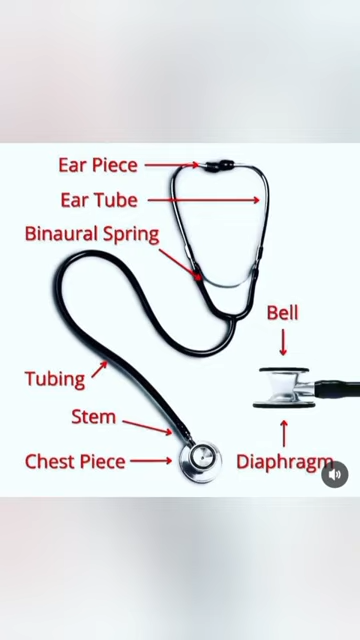 Ear Piece
Ear Tube
Binaural Spring
Bell
Tubing
Stem
Chest Piece
Diaphragm